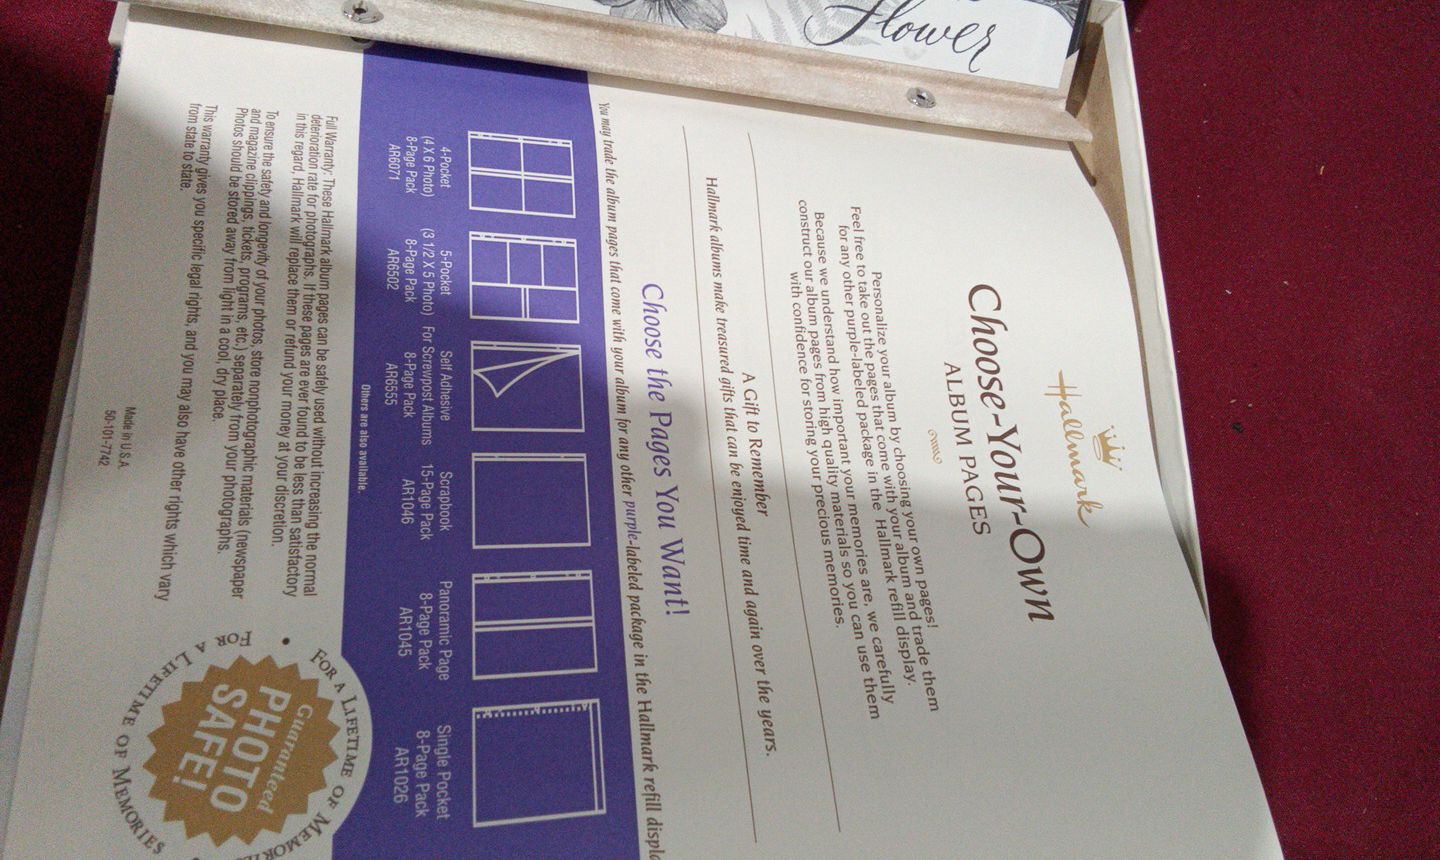 Flower
Hallmark
Choose-Your-Own
ALBUM PAGES
Personalize your album by choosing your own pages!
Feel free to take out the pages that come with your album and trade them
for any other purple-labeled package in the Hallmark refill display.
Because we understand how important your memories are, we carefully
construct our album pages from high quality materials so you can use them
with confidence for storing your precious memories.
A Gift to Remember
Hallmark albums make treasured gifts that can be enjoyed time and again over the years.
Choose the Pages You Want!
You may trade the album pages that come with your album for any other purple-labeled package in the Hallmark refill
4-Pocket
(4 X 6 Photo)
8-Page Pack
AR6071
5-Pocket
(3 1/2 X 5 Photo)
8-Page Pack
AR6502
Self Adhesive
For Screwpost Albums
8-Page Pack
AR6555
Scrapbook
15-Page Pack
AR1046
Panoramic Page
8-Page Pack
AR1045
Single Pocket
8-Page Pack
AR1026
Others are also available.
Full Warranty: These Hallmark album pages can be safely used without increasing the normal
deterioration rate for photographs. If these pages are ever found to be less than satisfactory
in this regard, Hallmark will replace them or refund your money at your discretion.
To ensure the safety and longevity of your photos, store nonphotographic materials (newspaper
and magazine clippings, tickets, programs, etc.) separately from your photographs.
Photos should be stored away from light in a cool, dry place.
This warranty gives you specific legal rights, and you may also have other rights which vary
from state to state.
Made in U.S.A.
50-101-7742
FOR A LIFETIME OF MEMORIES
FOR A LIFETIME OF MEMORIES
Guaranteed
PHOTO
SAFE!